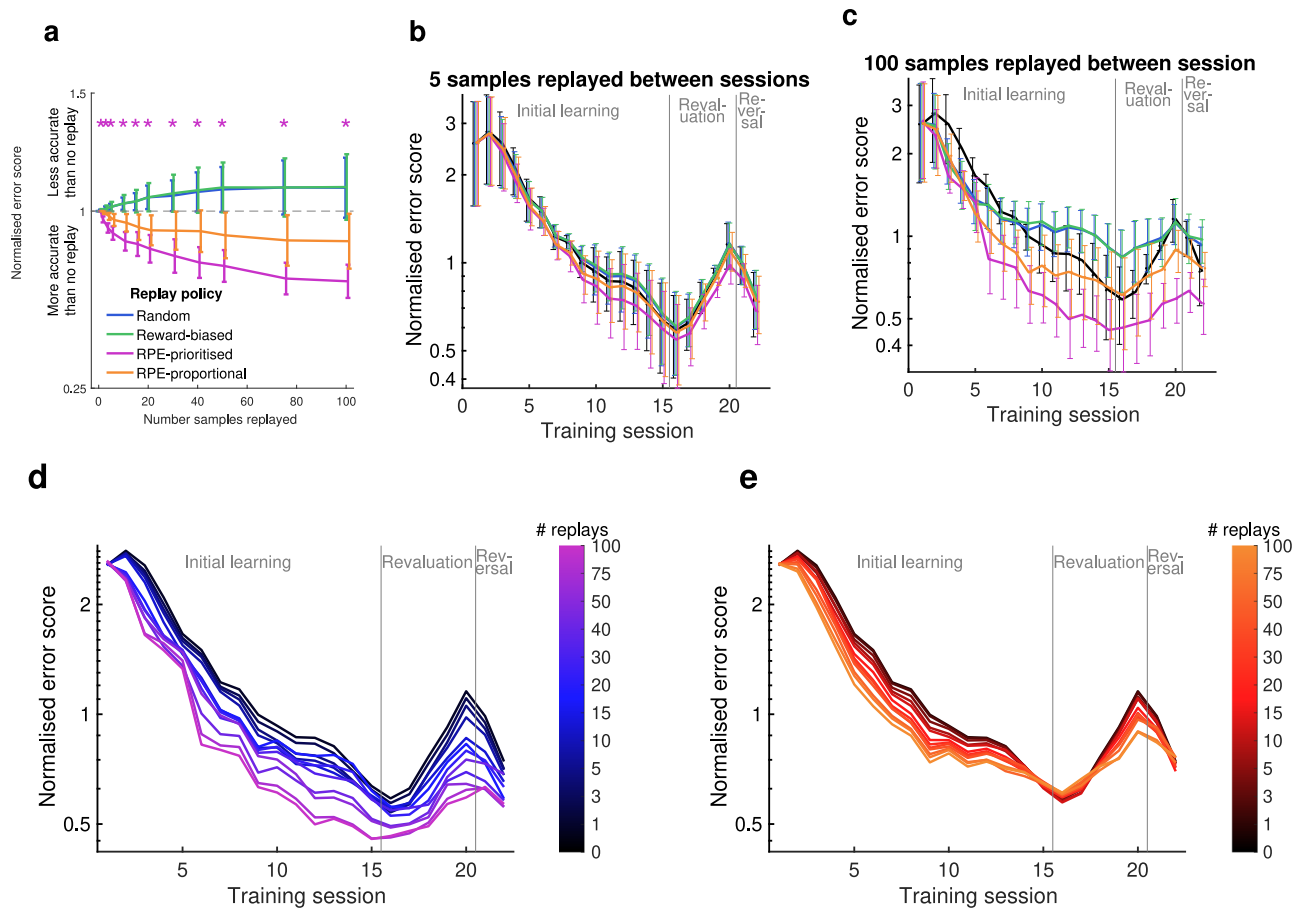 a
Normalised error score
Less accurate
than no replay
More accurate
than no replay
1.5
1
0.25
* * * * * * * * * * *
Replay policy
Random
Reward-biased
RPE-prioritised
RPE-proportional
0 20 40 60 80 100
Number samples replayed
b
5 samples replayed between sessions
Initial learning
Reval-
uation
Re-
ver-
sal
Normalised error score
3
2
1
0.5
0.4
0 5 10 15 20
Training session
c
100 samples replayed between session
Initial learning
Reval-
uation
Re-
ver-
sal
Normalised error score
3
2
1
0.5
0.4
0 5 10 15 20
Training session
d
Initial learning
Revaluation
Rev-
ersal
Normalised error score
2
1
0.5
5 10 15 20
Training session
# replays
100
75
50
40
30
20
10
5
3
1
0
e
Initial learning
Revaluation
Rev-
ersal
Normalised error score
2
1
0.5
5 10 15 20
Training session
# replays
100
75
50
40
30
20
10
5
3
1
0